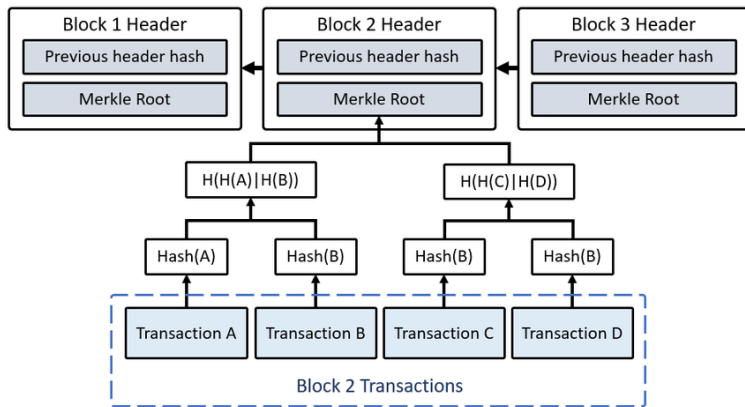 Block 1 Header
Block 2 Header
Block 3 Header
Previous header hash
Previous header hash
Previous header hash
Merkle Root
Merkle Root
Merkle Root
H(H(A)|H(B))
H(H(C)|H(D))
Hash(A)
Hash(B)
Hash(B)
Hash(B)
Transaction A
Transaction B
Transaction C
Transaction D
Block 2 Transactions